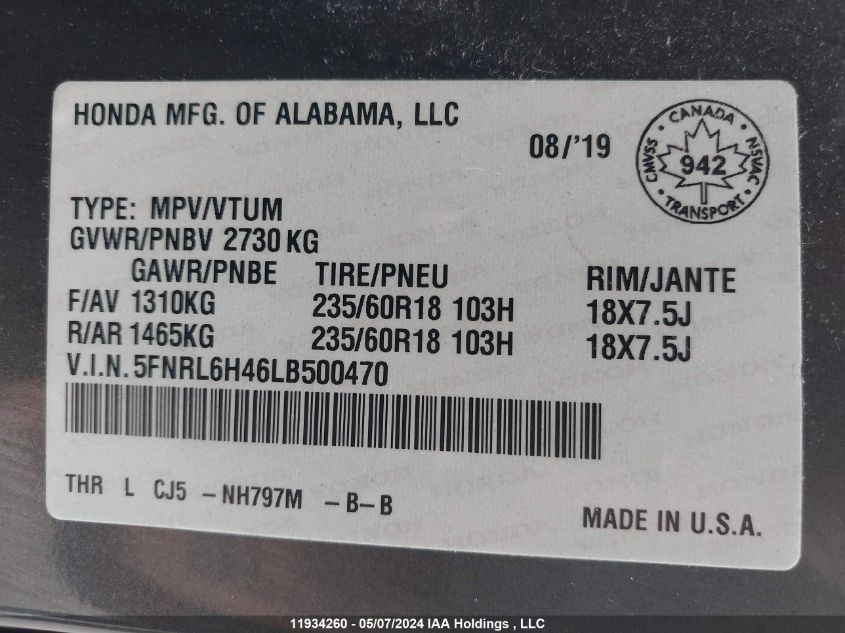 HONDA MFG. OF ALABAMA, LLC
08/'19
CANADA
CMVSS 942 NSVAC
TRANSPORT
TYPE: MPV/VTUM
GVWR/PNBV 2730 KG
GAWR/PNBE TIRE/PNEU RIM/JANTE
F/AV 1310KG 235/60R18 103H 18X7.5J
R/AR 1465KG 235/60R18 103H 18X7.5J
V.I.N. 5FNRL6H46LB500470
THR L CJ5 -NH797M -B-B
MADE IN U.S.A.
11934260 - 05/07/2024 IAA Holdings , LLC